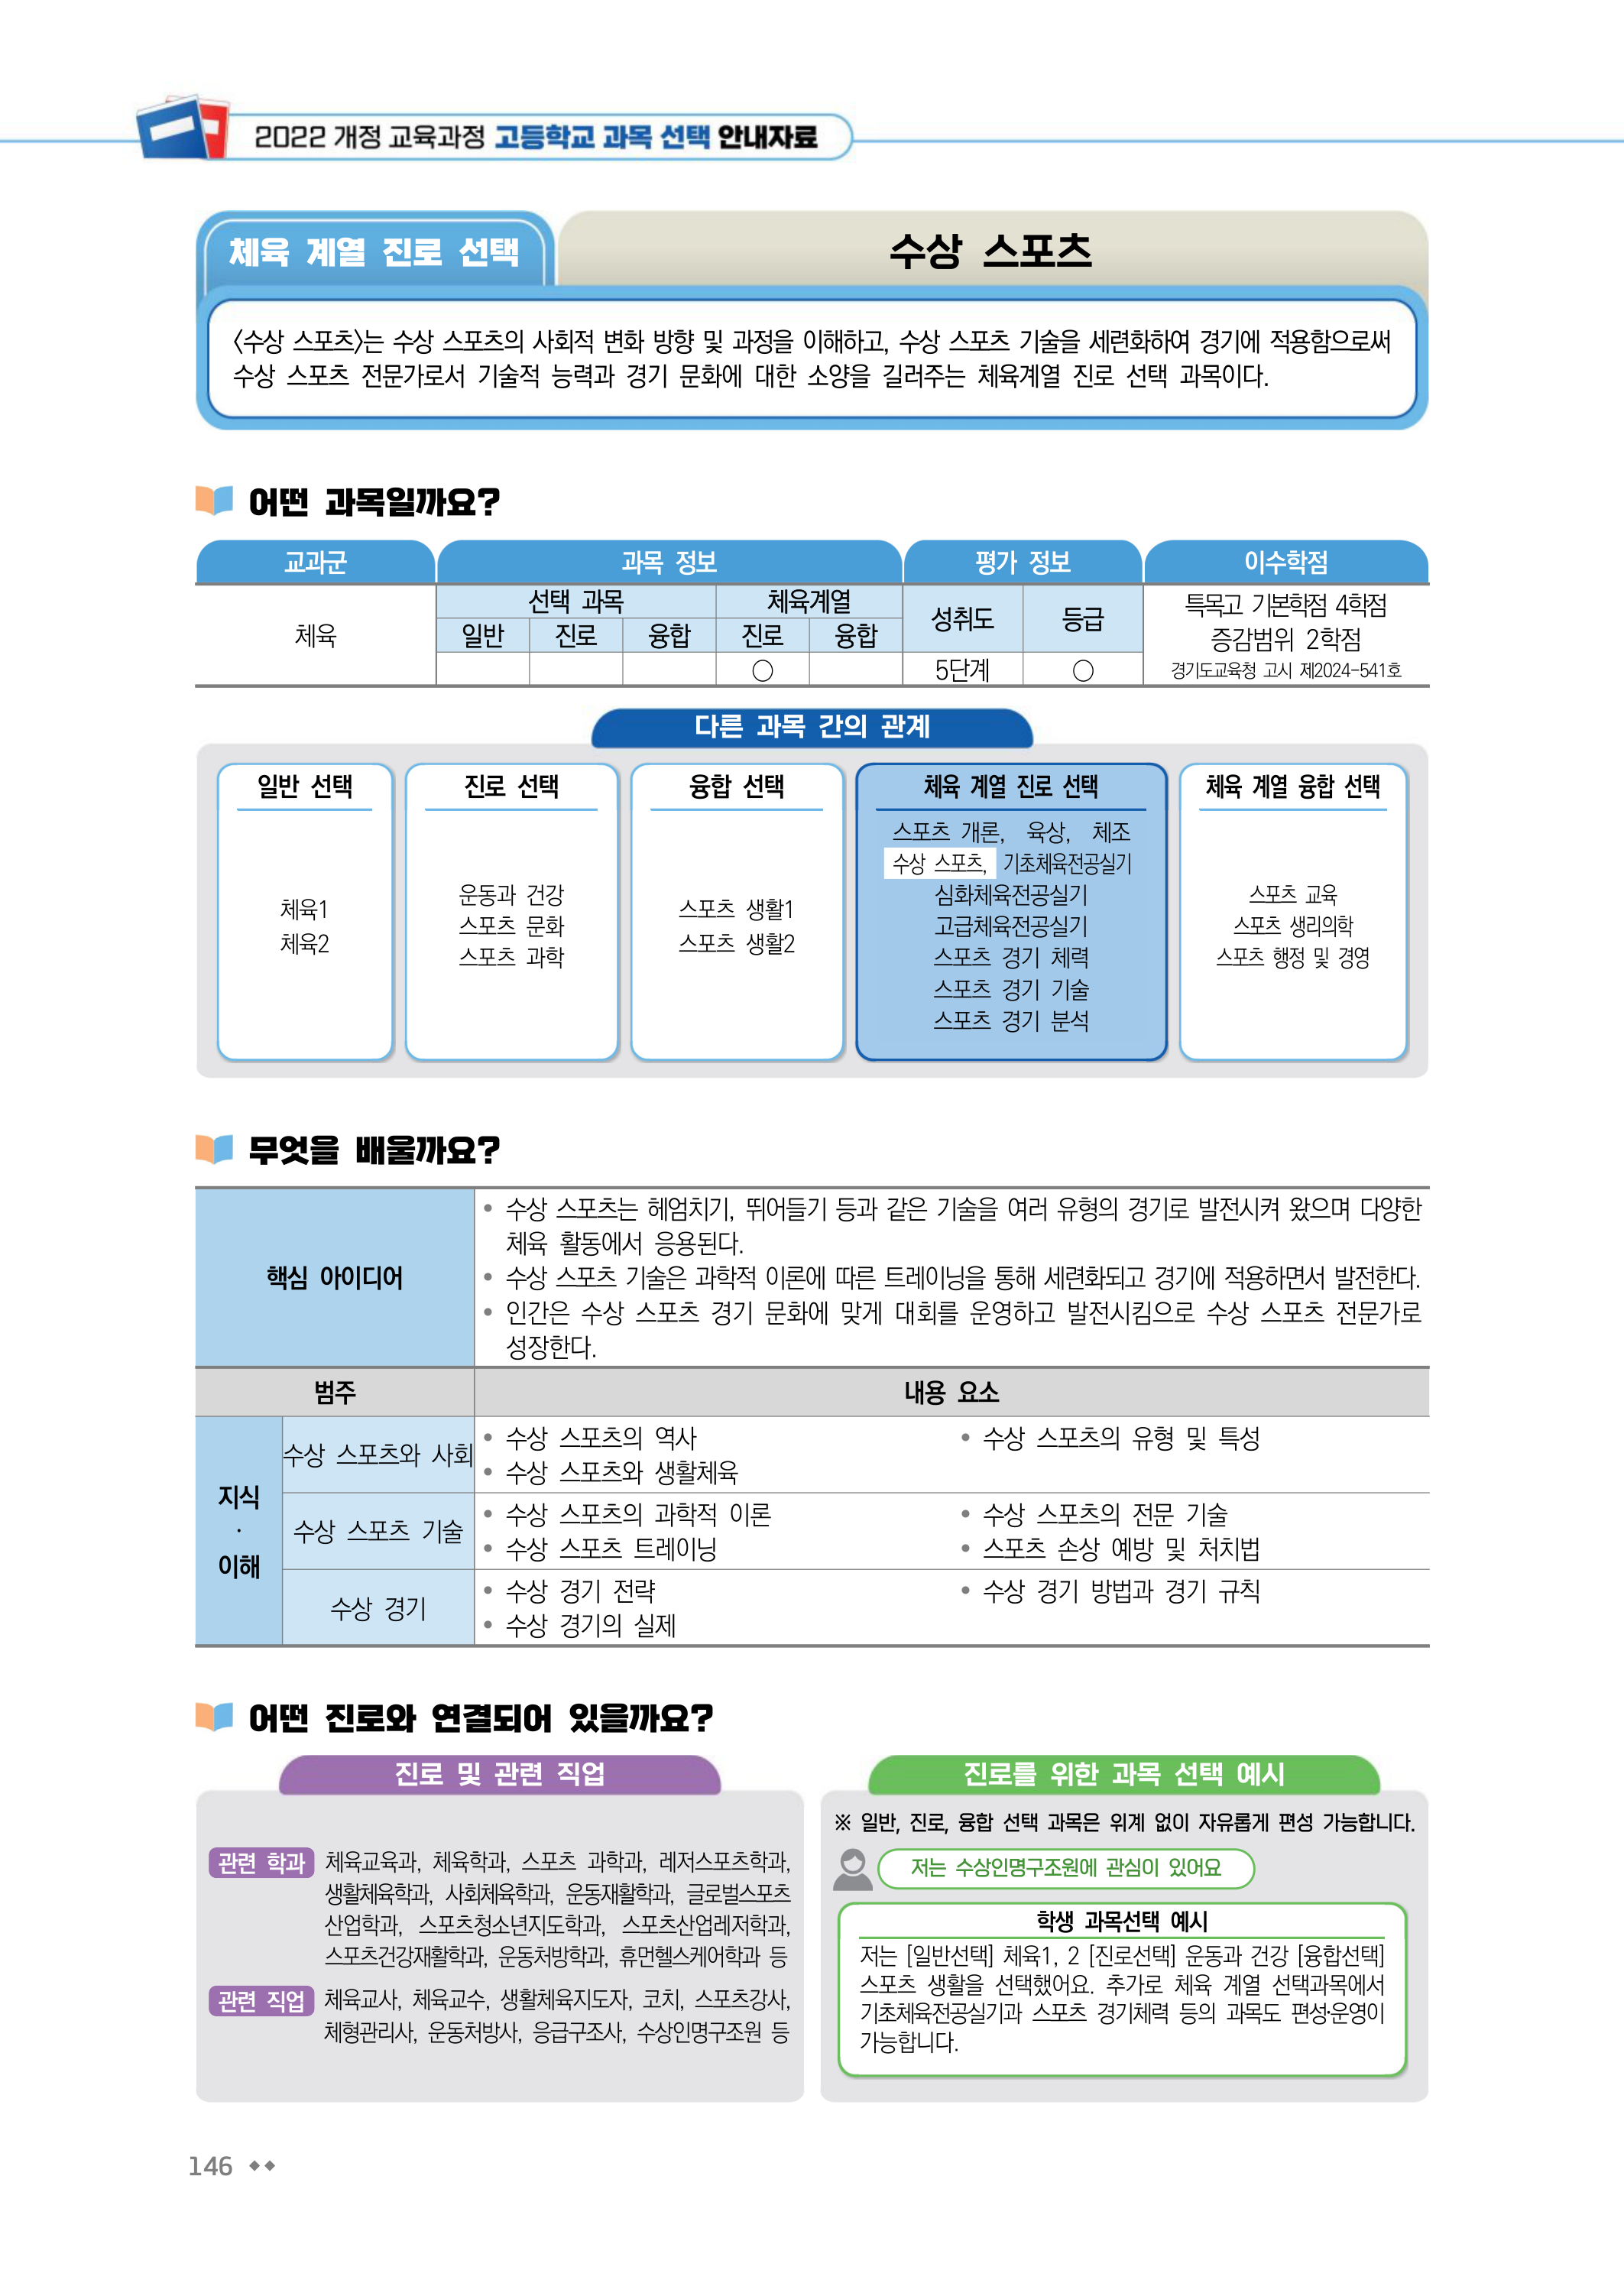 2022 개정 교육과정 고등학교 과목 선택 안내자료
체육 계열 진로 선택
수상 스포츠
<수상 스포츠>는 수상 스포츠의 사회적 변화 방향 및 과정을 이해하고, 수상 스포츠 기술을 세련화하여 경기에 적용함으로써
수상 스포츠 전문가로서 기술적 능력과 경기 문화에 대한 소양을 길러주는 체육계열 진로 선택 과목이다.
어떤 과목일까요?
교과군 과목 정보 평가 정보 이수학점
체육
선택 과목 체육계열
일반 진로 융합 진로 융합
성취도 등급
○
5단계 ○
특목고 기본학점 4학점
증감범위 2학점
경기도교육청 고시 제2024-541호
다른 과목 간의 관계
일반 선택
체육1
체육2
진로 선택
운동과 건강
스포츠 문화
스포츠 과학
융합 선택
스포츠 생활1
스포츠 생활2
체육 계열 진로 선택
스포츠 개론, 육상, 체조
수상 스포츠, 기초체육전공실기
심화체육전공실기
고급체육전공실기
스포츠 경기 체력
스포츠 경기 기술
스포츠 경기 분석
체육 계열 융합 선택
스포츠 교육
스포츠 생리의학
스포츠 행정 및 경영
무엇을 배울까요?
핵심 아이디어
• 수상 스포츠는 헤엄치기, 뛰어들기 등과 같은 기술을 여러 유형의 경기로 발전시켜 왔으며 다양한
체육 활동에서 응용된다.
• 수상 스포츠 기술은 과학적 이론에 따른 트레이닝을 통해 세련화되고 경기에 적용하면서 발전한다.
• 인간은 수상 스포츠 경기 문화에 맞게 대회를 운영하고 발전시킴으로 수상 스포츠 전문가로
성장한다.
범주 내용 요소
지식
·
이해
수상 스포츠와 사회
• 수상 스포츠의 역사 • 수상 스포츠의 유형 및 특성
• 수상 스포츠와 생활체육
수상 스포츠 기술
• 수상 스포츠의 과학적 이론 • 수상 스포츠의 전문 기술
• 수상 스포츠 트레이닝 • 스포츠 손상 예방 및 처치법
수상 경기
• 수상 경기 전략 • 수상 경기 방법과 경기 규칙
• 수상 경기의 실제
어떤 진로와 연결되어 있을까요?
진로 및 관련 직업
관련 학과 체육교육과, 체육학과, 스포츠 과학과, 레저스포츠학과,
생활체육학과, 사회체육학과, 운동재활학과, 글로벌스포츠
산업학과, 스포츠청소년지도학과, 스포츠산업레저학과,
스포츠건강재활학과, 운동처방학과, 휴먼헬스케어학과 등
관련 직업 체육교사, 체육교수, 생활체육지도자, 코치, 스포츠강사,
체형관리사, 운동처방사, 응급구조사, 수상인명구조원 등
진로를 위한 과목 선택 예시
※ 일반, 진로, 융합 선택 과목은 위계 없이 자유롭게 편성 가능합니다.
저는 수상인명구조원에 관심이 있어요
학생 과목선택 예시
저는 [일반선택] 체육1, 2 [진로선택] 운동과 건강 [융합선택]
스포츠 생활을 선택했어요. 추가로 체육 계열 선택과목에서
기초체육전공실기과 스포츠 경기체력 등의 과목도 편성·운영이
가능합니다.
146